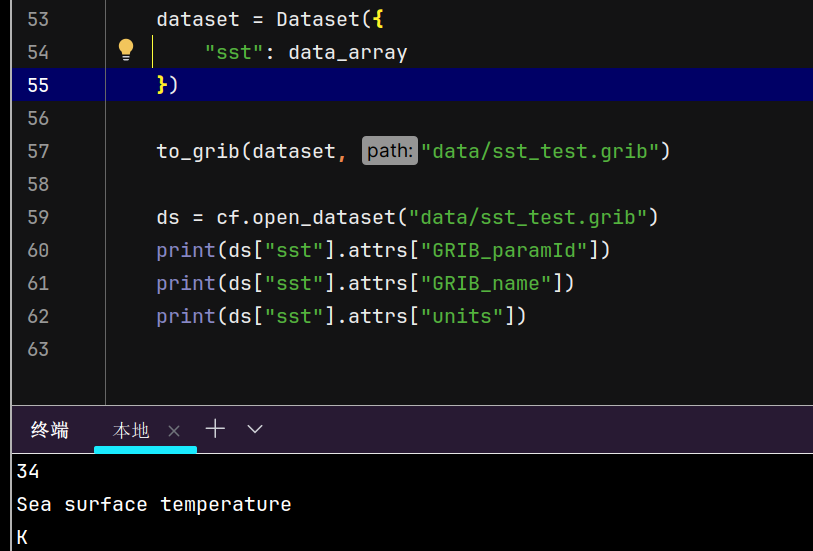 53 dataset = Dataset({
54 "sst": data_array
55 })
56
57 to_grib(dataset, path: "data/sst_test.grib")
58
59 ds = cf.open_dataset("data/sst_test.grib")
60 print(ds["sst"].attrs["GRIB_paramId"])
61 print(ds["sst"].attrs["GRIB_name"])
62 print(ds["sst"].attrs["units"])
63
终端 本地
34
Sea surface temperature
K